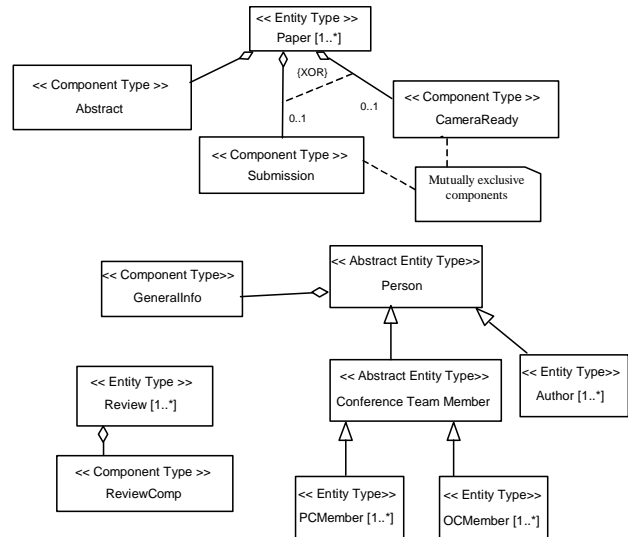 << Entity Type >>
Paper [1..*]
<< Component Type >>
Abstract
{XOR}
0..1
0..1
<< Component Type >>
CameraReady
<< Component Type >>
Submission
Mutually exclusive
components
<< Component Type>>
GeneralInfo
<< Abstract Entity Type>>
Person
<< Entity Type >>
Review [1..*]
<< Abstract Entity Type>>
Conference Team Member
<< Entity Type>>
Author [1..*]
<< Component Type >>
ReviewComp
<< Entity Type>>
PCMember [1..*]
<< Entity Type>>
OCMember [1..*]